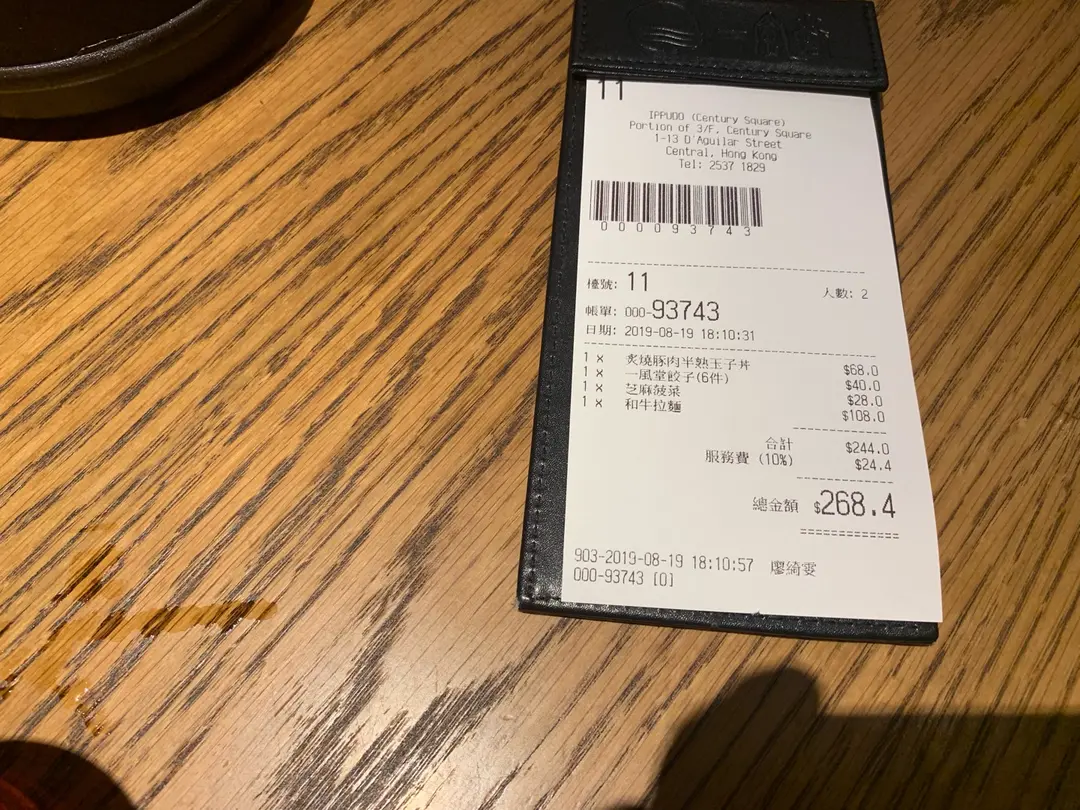 11
IPPUDO (Century Square)
Portion of 3/F, Century Square
1-13 D'Aguilar Street
Central, Hong Kong
Tel: 2537 1829
000093743
檯號: 11 人數: 2
帳單: 000-93743
日期: 2019-08-19 18:10:31
1 x 炙燒豚肉半熟玉子丼 $68.0
1 x 一風堂餃子(6件) $40.0
1 x 芝麻菠菜 $28.0
1 x 和牛拉麵 $108.0
合計 $244.0
服務費 (10%) $24.4
總金額 $268.4
903-2019-08-19 18:10:57 廖綺雯
000-93743 [0]